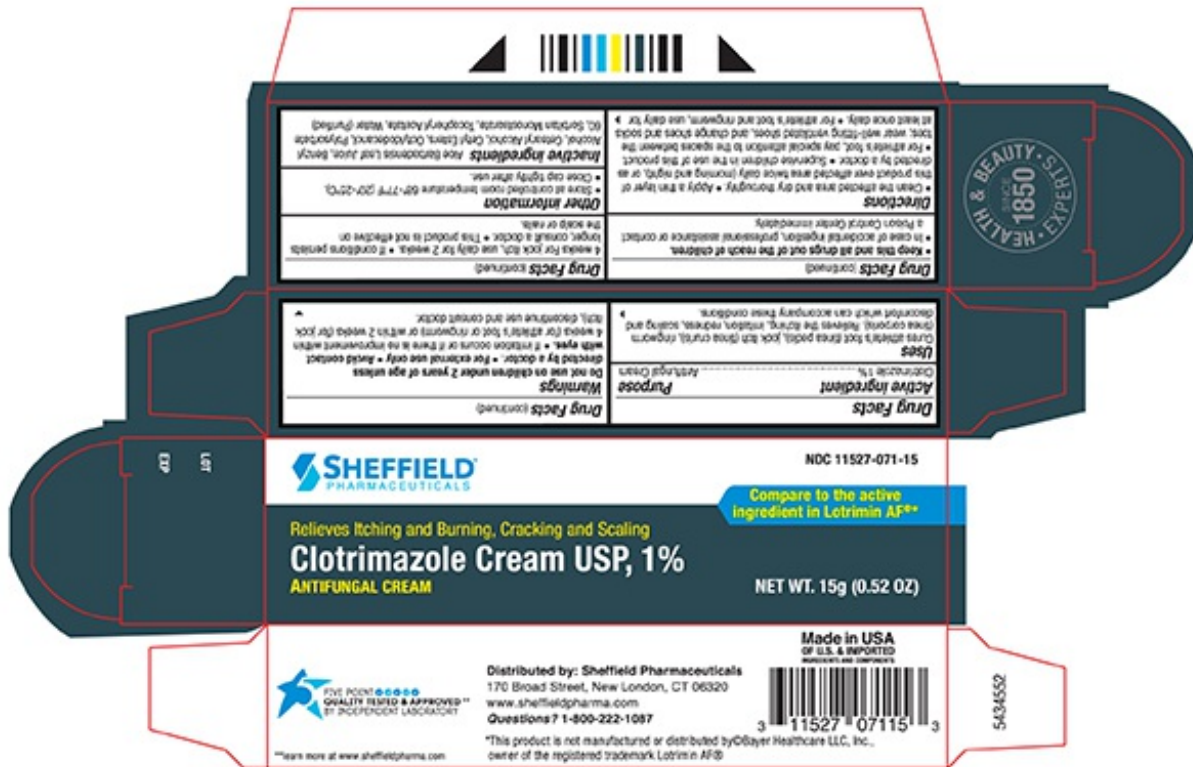 Drug Facts
Active ingredient Purpose
Clotrimazole 1% Antifungal Cream
Uses
Cures athlete's foot (tinea pedis), jock itch (tinea cruris), ringworm
(tinea corporis). Relieves the itching, irritation, redness, scaling and
discomfort which can accompany these conditions.
Drug Facts (continued)
Warnings
Do not use on children under 2 years of age unless
directed by a doctor. • For external use only • Avoid contact
with eyes. • If irritation occurs or if there is no improvement within
4 weeks (for athlete's foot or ringworm) or within 2 weeks (for jock
itch), discontinue use and consult doctor.
Drug Facts (continued)
• Keep this and all drugs out of the reach of children.
• In case of accidental ingestion, professional assistance or contact
a Poison Control Center immediately
Directions
• Clean the affected area and dry thoroughly. • Apply a thin layer of
this product over affected area twice daily (morning and night), or as
directed by a doctor. • Supervise children in the use of this product.
• For athlete's foot, pay special attention to the spaces between the
toes; wear well-fitting ventilated shoes, and change shoes and socks
at least once daily. • For athlete's foot and ringworm, use daily for
Drug Facts (continued)
4 weeks For jock itch, use daily for 2 weeks. • If conditions persists
longer, consult a doctor. • This product is not effective on
the scalp or nails.
Other information
• Store at controlled room temperature 68°-77°F (20°-25°C).
• Close cap tightly after use.
Inactive ingredients Aloe Barbadensis Leaf Juice, Benzyl
Alcohol, Cetearyl Alcohol, Cetyl Esters, Octyldodecanol, Polysorbate
60, Sorbitan Monostearate, Tocopheryl Acetate, Water (Purified)
HEALTH & BEAUTY • EXPERTS •
SINCE
1850
LOT
EXP
SHEFFIELD
PHARMACEUTICALS
NDC 11527-071-15
Compare to the active
ingredient in Lotrimin AF®*
Relieves Itching and Burning, Cracking and Scaling
Clotrimazole Cream USP, 1%
ANTIFUNGAL CREAM
NET WT. 15g (0.52 OZ)
FIVE POINT
QUALITY TESTED & APPROVED**
BY INDEPENDENT LABORATORY
**learn more at www.sheffieldpharma.com
Distributed by: Sheffield Pharmaceuticals
170 Broad Street, New London, CT 06320
www.sheffieldpharma.com
Questions? 1-800-222-1087
*This product is not manufactured or distributed by©Bayer Healthcare LLC, Inc.,
owner of the registered trademark Lotrimin AF®
Made in USA
OF U.S. & IMPORTED
INGREDIENTS AND COMPONENTS
3 11527 07115 3
5434552